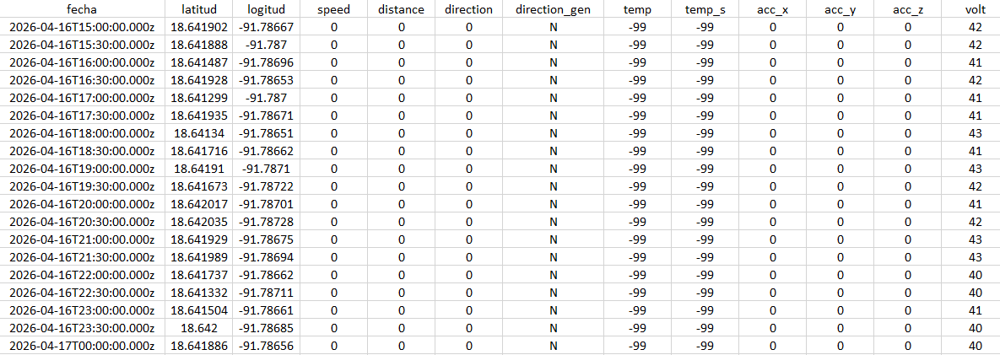 fecha latitud logitud speed distance direction direction_gen temp temp_s acc_x acc_y acc_z volt
2026-04-16T15:00:00.000z 18.641902 -91.78667 0 0 0 N -99 -99 0 0 0 42
2026-04-16T15:30:00.000z 18.641888 -91.787 0 0 0 N -99 -99 0 0 0 42
2026-04-16T16:00:00.000z 18.641487 -91.78696 0 0 0 N -99 -99 0 0 0 41
2026-04-16T16:30:00.000z 18.641928 -91.78653 0 0 0 N -99 -99 0 0 0 42
2026-04-16T17:00:00.000z 18.641299 -91.787 0 0 0 N -99 -99 0 0 0 41
2026-04-16T17:30:00.000z 18.641935 -91.78671 0 0 0 N -99 -99 0 0 0 41
2026-04-16T18:00:00.000z 18.64134 -91.78651 0 0 0 N -99 -99 0 0 0 43
2026-04-16T18:30:00.000z 18.641716 -91.78662 0 0 0 N -99 -99 0 0 0 41
2026-04-16T19:00:00.000z 18.64191 -91.7871 0 0 0 N -99 -99 0 0 0 43
2026-04-16T19:30:00.000z 18.641673 -91.78722 0 0 0 N -99 -99 0 0 0 42
2026-04-16T20:00:00.000z 18.642017 -91.78701 0 0 0 N -99 -99 0 0 0 41
2026-04-16T20:30:00.000z 18.642035 -91.78728 0 0 0 N -99 -99 0 0 0 42
2026-04-16T21:00:00.000z 18.641929 -91.78675 0 0 0 N -99 -99 0 0 0 43
2026-04-16T21:30:00.000z 18.641989 -91.78694 0 0 0 N -99 -99 0 0 0 43
2026-04-16T22:00:00.000z 18.641737 -91.78662 0 0 0 N -99 -99 0 0 0 40
2026-04-16T22:30:00.000z 18.641332 -91.78711 0 0 0 N -99 -99 0 0 0 40
2026-04-16T23:00:00.000z 18.641504 -91.78661 0 0 0 N -99 -99 0 0 0 41
2026-04-16T23:30:00.000z 18.642 -91.78685 0 0 0 N -99 -99 0 0 0 40
2026-04-17T00:00:00.000z 18.641886 -91.78656 0 0 0 N -99 -99 0 0 0 40